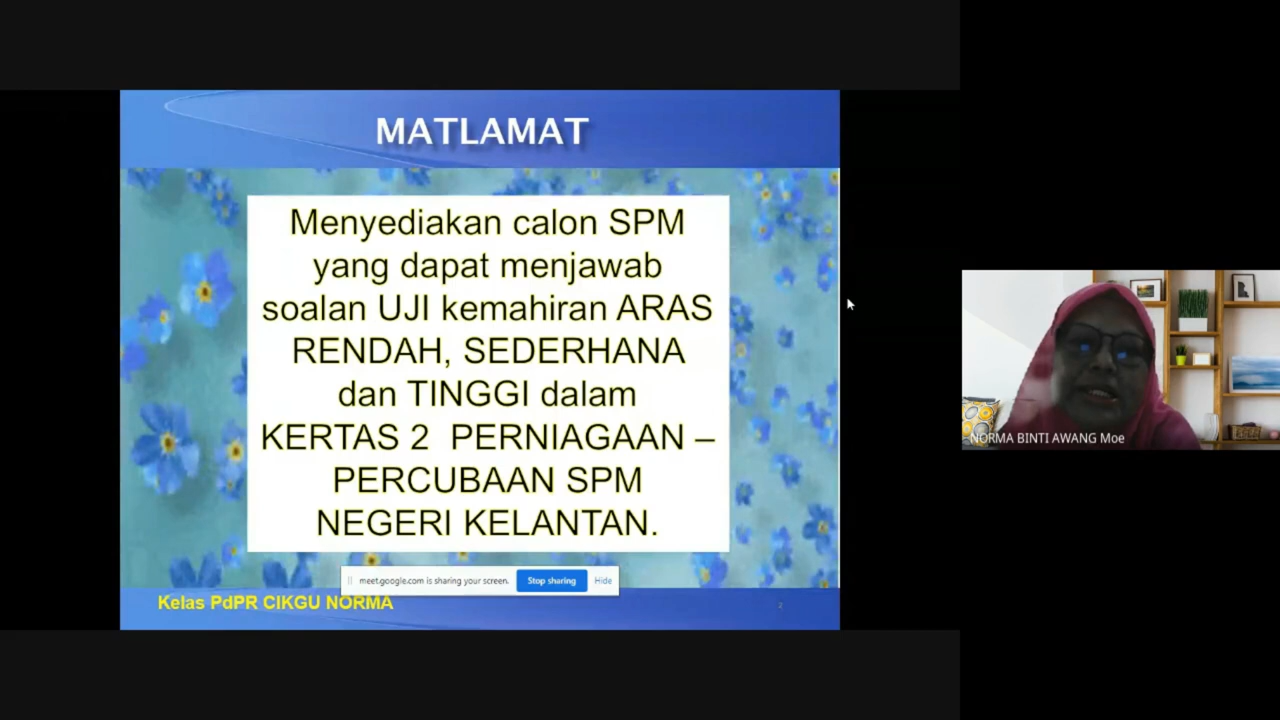 MATLAMAT
Menyediakan calon SPM
yang dapat menjawab
soalan UJI kemahiran ARAS
RENDAH, SEDERHANA
dan TINGGI dalam
KERTAS 2 PERNIAGAAN –
PERCUBAAN SPM
NEGERI KELANTAN.
meet.google.com is sharing your screen. Stop sharing Hide
Kelas PdPR CIKGU NORMA
2
NORMA BINTI AWANG Moe